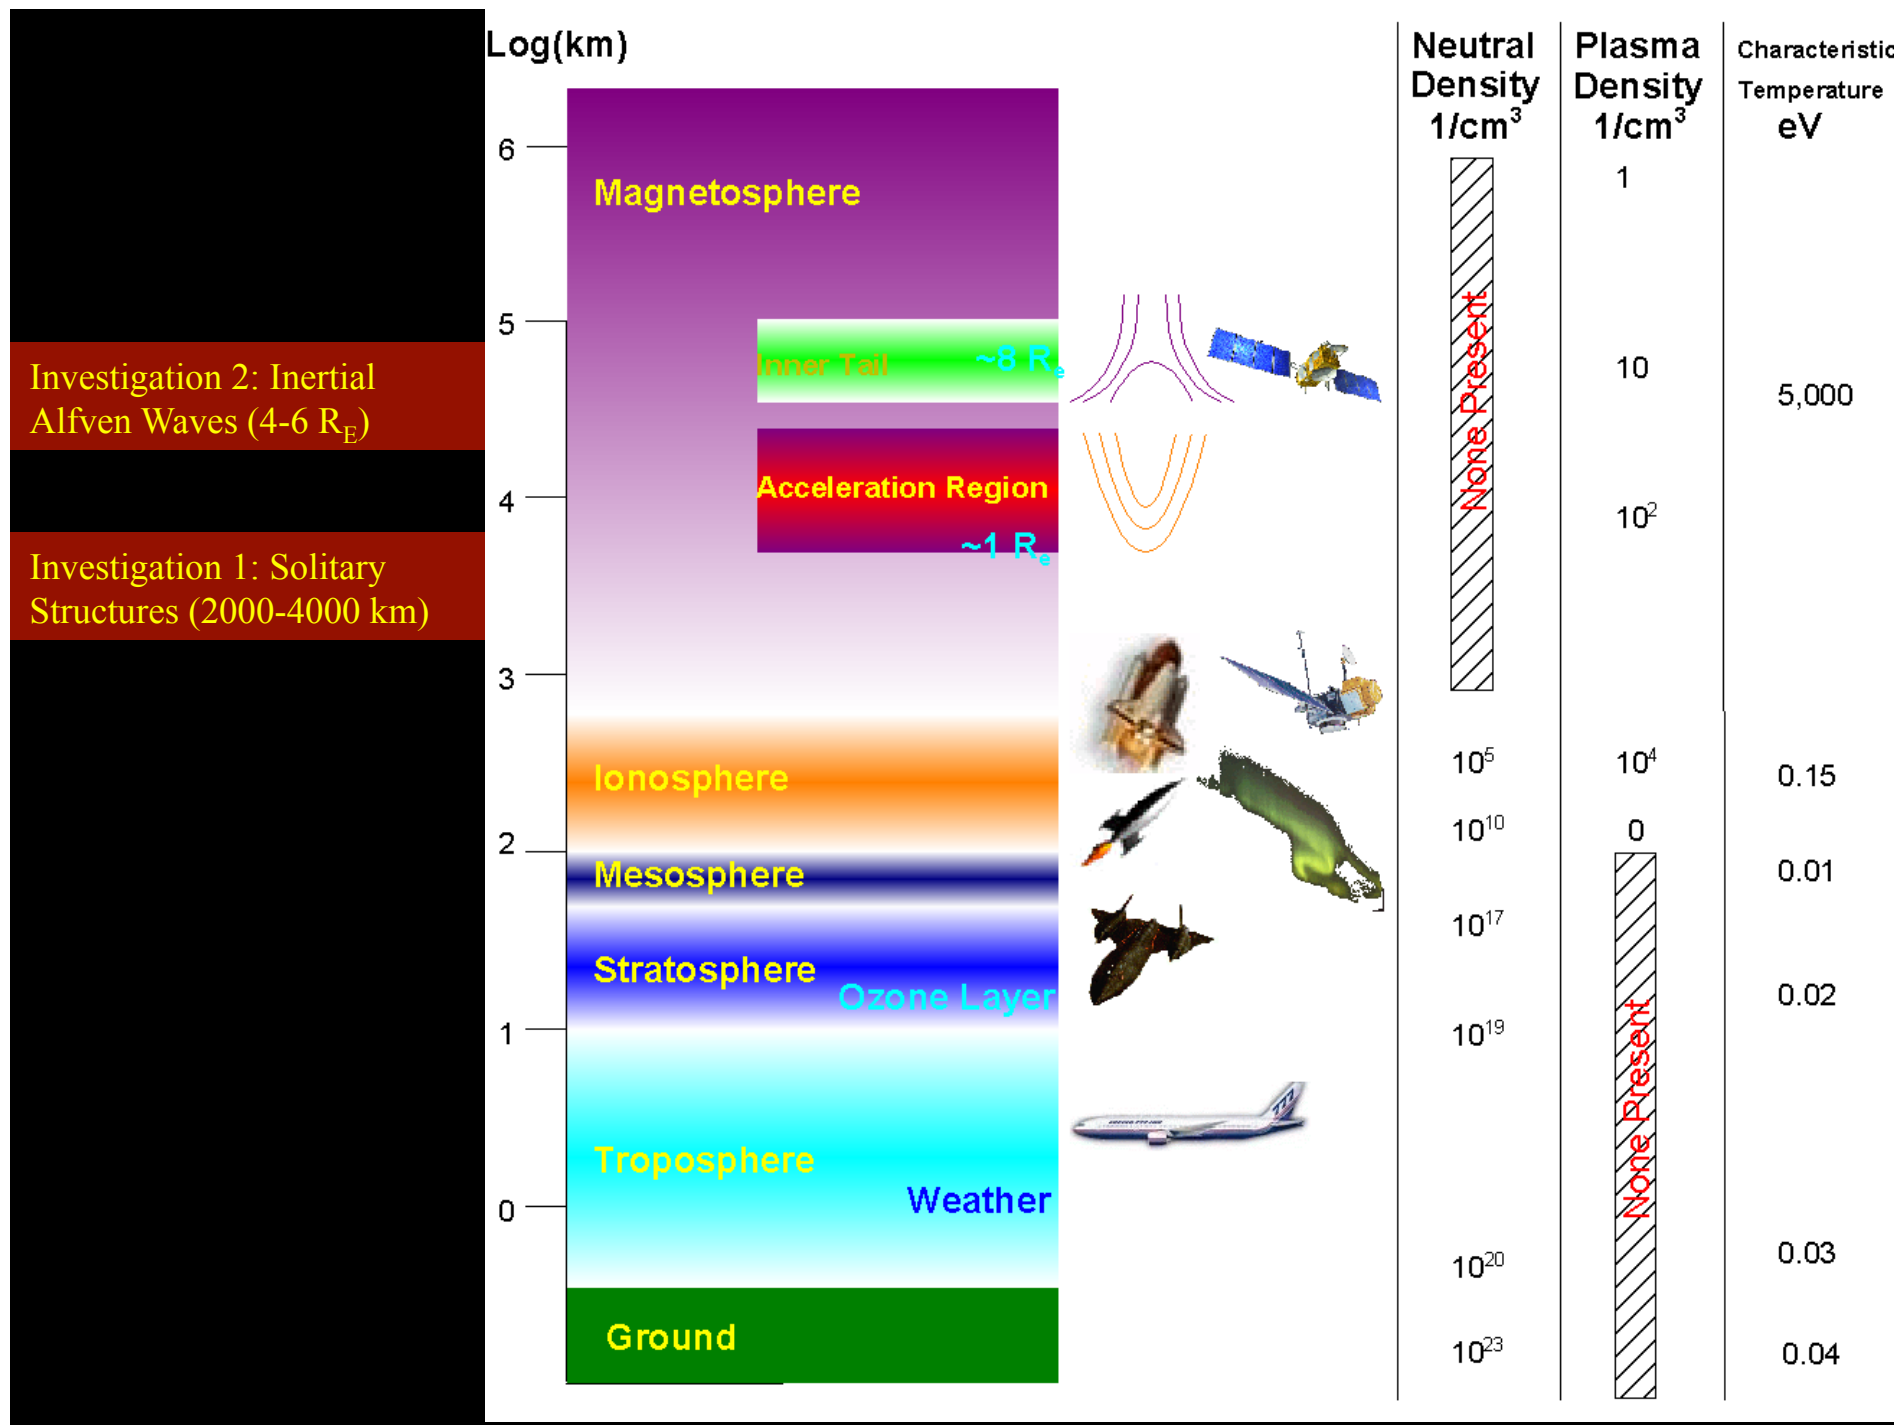 Log(km)
Neutral
Density
1/cm³
Plasma
Density
1/cm³
Characteristic
Temperature
eV
6
5
4
3
2
1
0
Investigation 2: Inertial
Alfven Waves (4-6 R_E)
Investigation 1: Solitary
Structures (2000-4000 km)
Magnetosphere
Inner Tail ~8 R_e
Acceleration Region
~1 R_e
Ionosphere
Mesosphere
Stratosphere
Ozone Layer
Troposphere
Weather
Ground
777
None Present
10⁵
10¹⁰
10¹⁷
10¹⁹
10²⁰
10²³
1
10
10²
10⁴
0
None Present
5,000
0.15
0.01
0.02
0.03
0.04